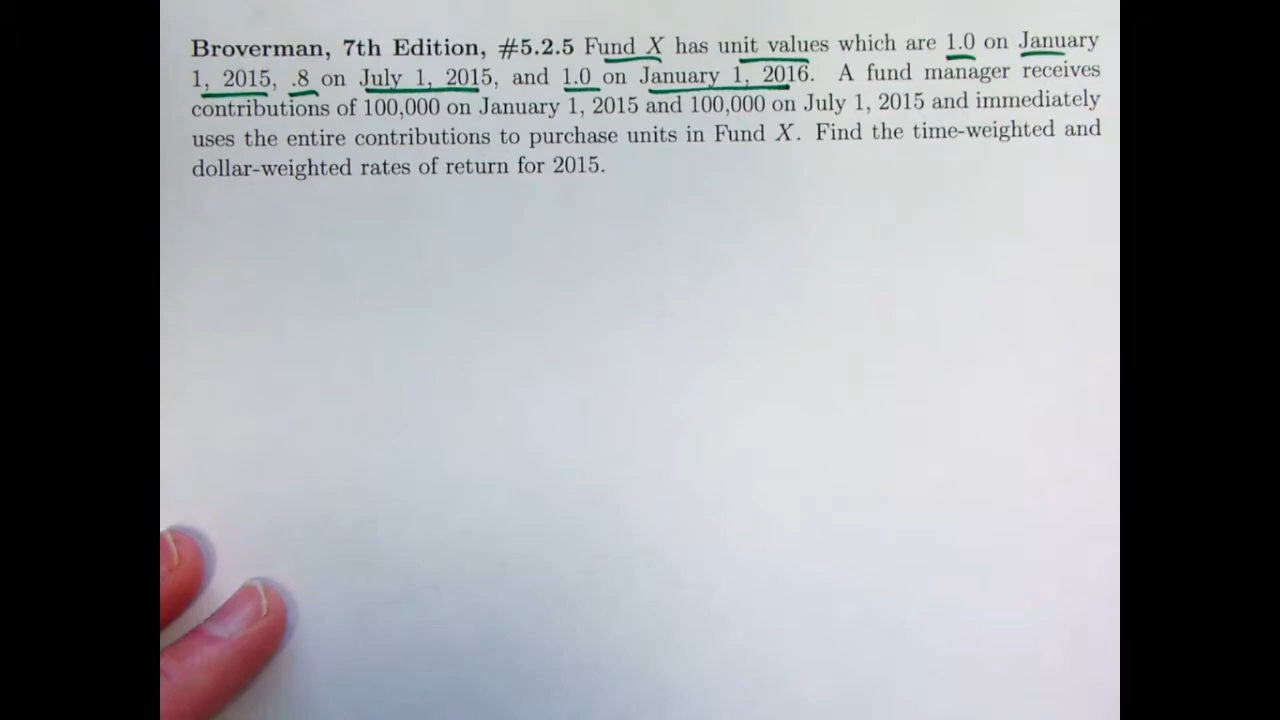 Broverman, 7th Edition, #5.2.5 Fund X has unit values which are 1.0 on January
1, 2015, .8 on July 1, 2015, and 1.0 on January 1, 2016. A fund manager receives
contributions of 100,000 on January 1, 2015 and 100,000 on July 1, 2015 and immediately
uses the entire contributions to purchase units in Fund X. Find the time-weighted and
dollar-weighted rates of return for 2015.